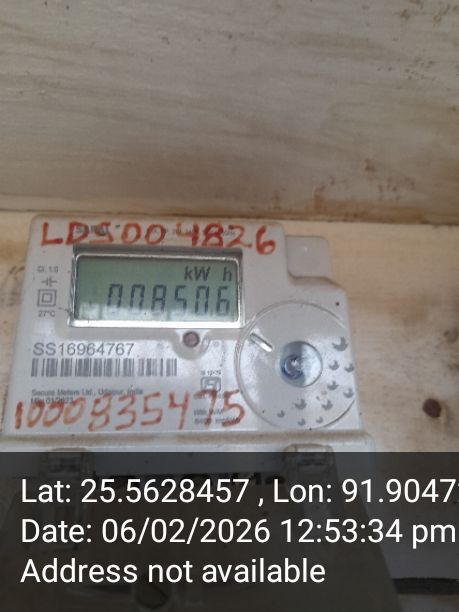 LDS004826
Cl. 1.0
kW h
008506
27°C
SS16964767
Secure Meters Ltd., Udaipur, India
1000835475
Lat: 25.5628457 , Lon: 91.9047
Date: 06/02/2026 12:53:34 pm
Address not available